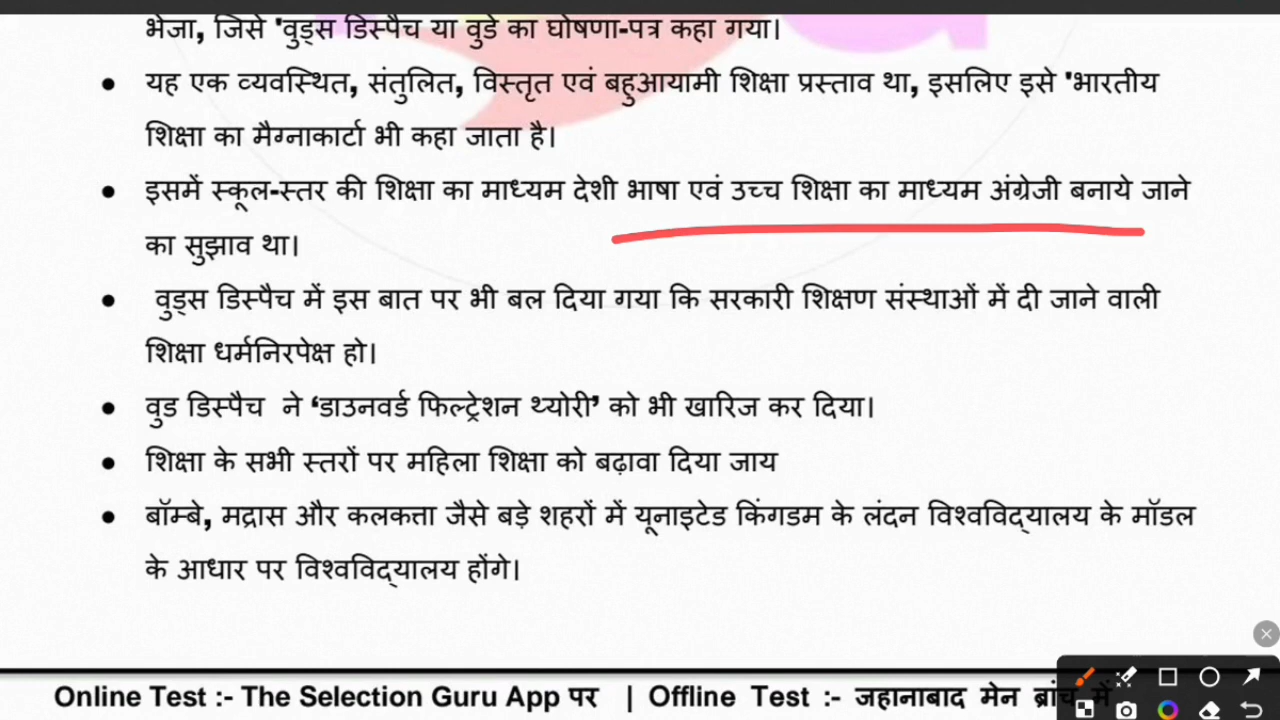 भेजा, जिसे 'वुड्स डिस्पैच या वुडे का घोषणा-पत्र कहा गया।
● यह एक व्यवस्थित, संतुलित, विस्तृत एवं बहुआयामी शिक्षा प्रस्ताव था, इसलिए इसे 'भारतीय
शिक्षा का मैग्नाकार्टा भी कहा जाता है।
● इसमें स्कूल-स्तर की शिक्षा का माध्यम देशी भाषा एवं उच्च शिक्षा का माध्यम अंग्रेजी बनाये जाने
का सुझाव था।
● वुड्स डिस्पैच में इस बात पर भी बल दिया गया कि सरकारी शिक्षण संस्थाओं में दी जाने वाली
शिक्षा धर्मनिरपेक्ष हो।
● वुड डिस्पैच ने ‘डाउनवर्ड फिल्ट्रेशन थ्योरी’ को भी खारिज कर दिया।
● शिक्षा के सभी स्तरों पर महिला शिक्षा को बढ़ावा दिया जाय
● बॉम्बे, मद्रास और कलकत्ता जैसे बड़े शहरों में यूनाइटेड किंगडम के लंदन विश्वविद्यालय के मॉडल
के आधार पर विश्वविद्यालय होंगे।
Online Test :- The Selection Guru App पर | Offline Test :- जहानाबाद मेन ब्रांच में